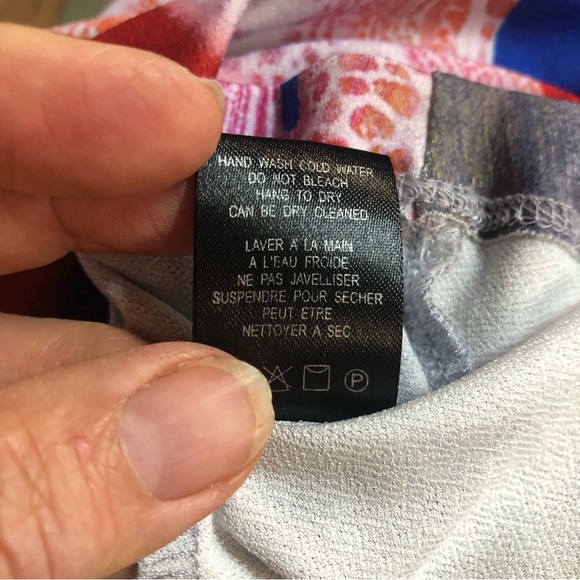 HAND WASH COLD WATER
DO NOT BLEACH
HANG TO DRY
CAN BE DRY CLEANED
LAVER A LA MAIN
A L'EAU FROIDE
NE PAS JAVELLISER
SUSPENDRE POUR SECHER
PEUT ETRE
NETTOYER A SEC
P